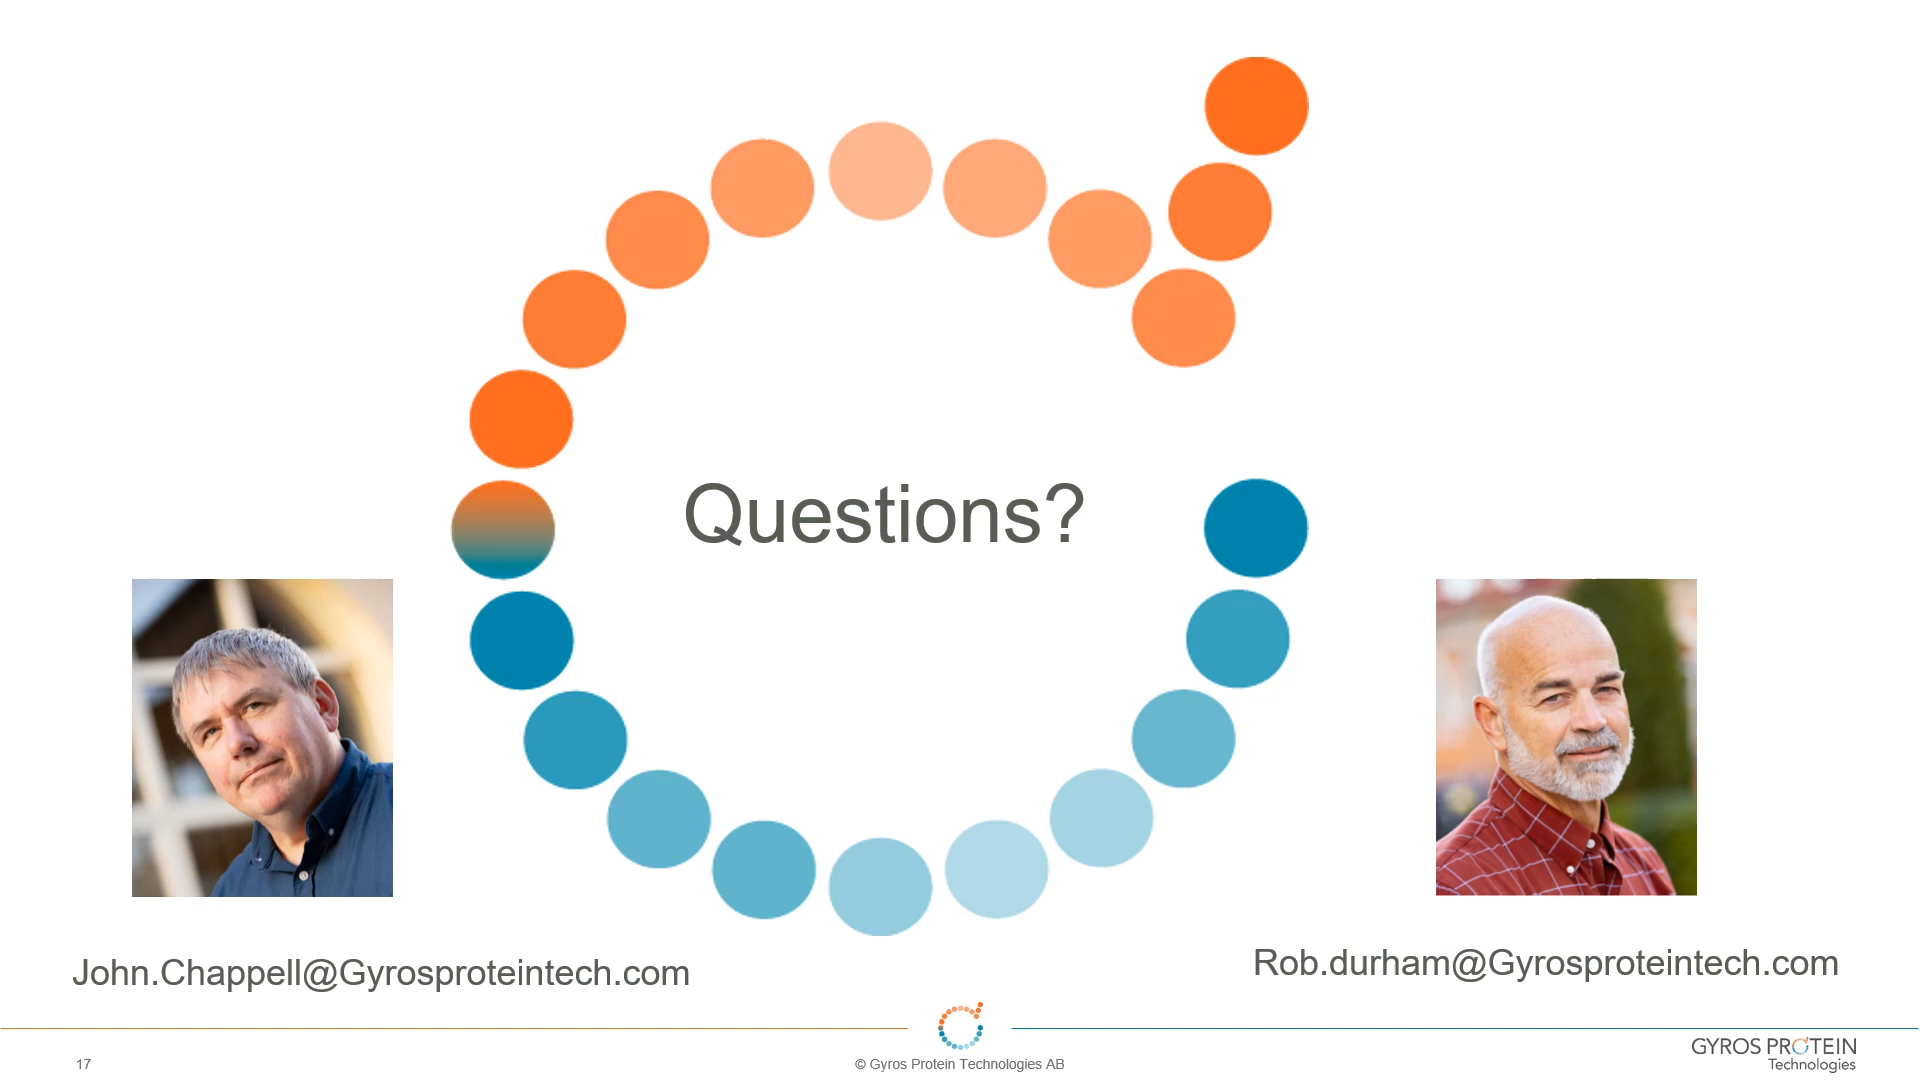 Questions?
John.Chappell@Gyrosproteintech.com
Rob.durham@Gyrosproteintech.com
17
© Gyros Protein Technologies AB
GYROS PROTEIN
Technologies